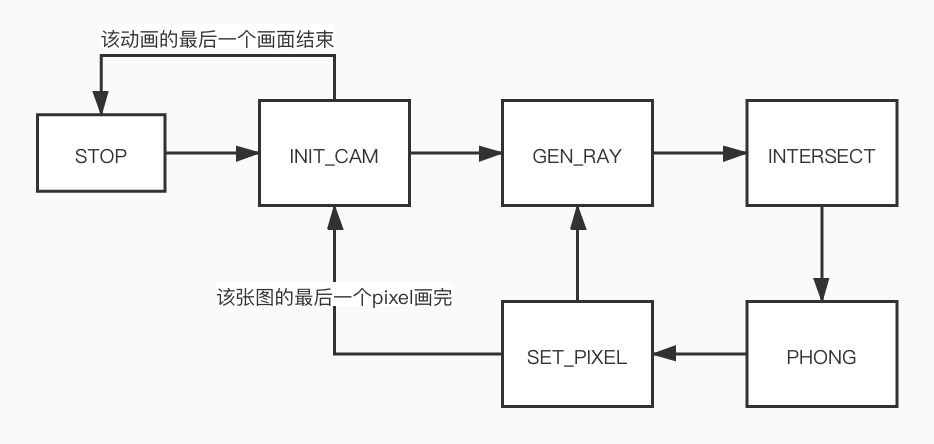 该动画的最后一个画面结束
STOP
INIT_CAM
GEN_RAY
INTERSECT
该张图的最后一个pixel画完
SET_PIXEL
PHONG